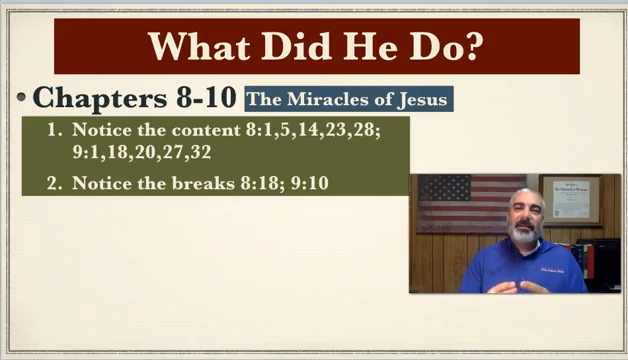 What Did He Do?
• Chapters 8-10 The Miracles of Jesus
1. Notice the content 8:1,5,14,23,28;
9:1,18,20,27,32
2. Notice the breaks 8:18; 9:10